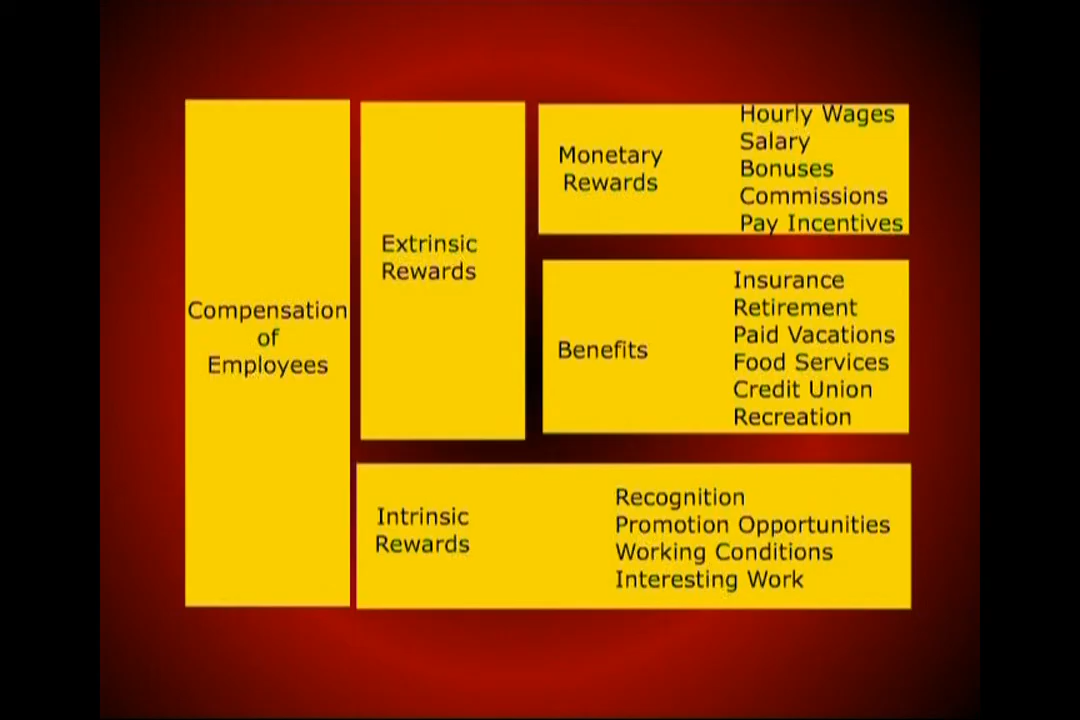 Compensation
of
Employees
Extrinsic
Rewards
Monetary
Rewards
Hourly Wages
Salary
Bonuses
Commissions
Pay Incentives
Benefits
Insurance
Retirement
Paid Vacations
Food Services
Credit Union
Recreation
Intrinsic
Rewards
Recognition
Promotion Opportunities
Working Conditions
Interesting Work